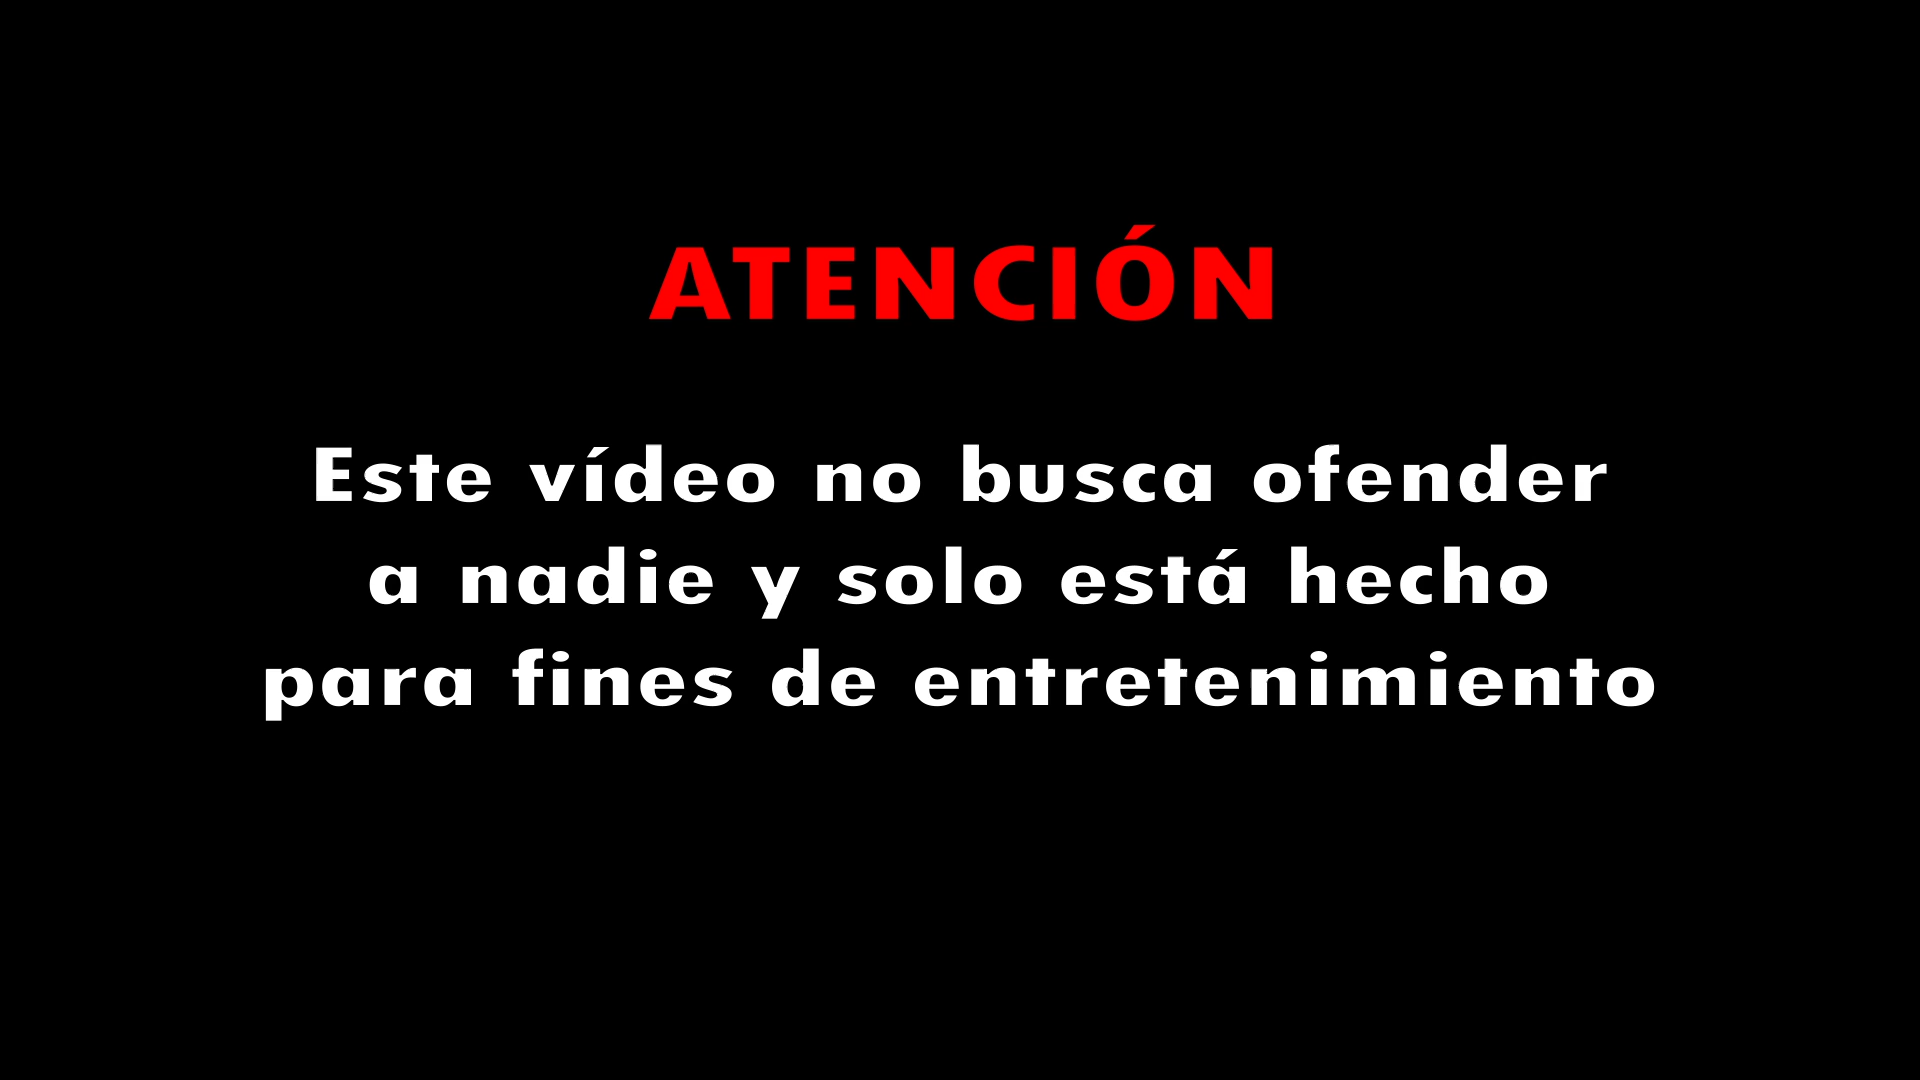 ATENCIÓN
Este vídeo no busca ofender
a nadie y solo está hecho
para fines de entretenimiento